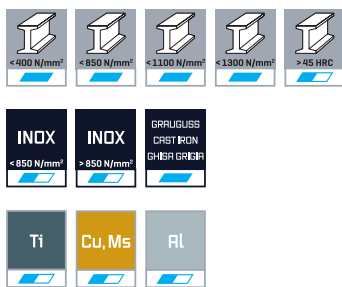 <400 N/mm² <850 N/mm² <1100 N/mm² <1300 N/mm² >45 HRC
INOX INOX GRAUGUSS
CAST IRON
GHISA GRIGIA
<850 N/mm² >850 N/mm²
Ti Cu, Ms Al